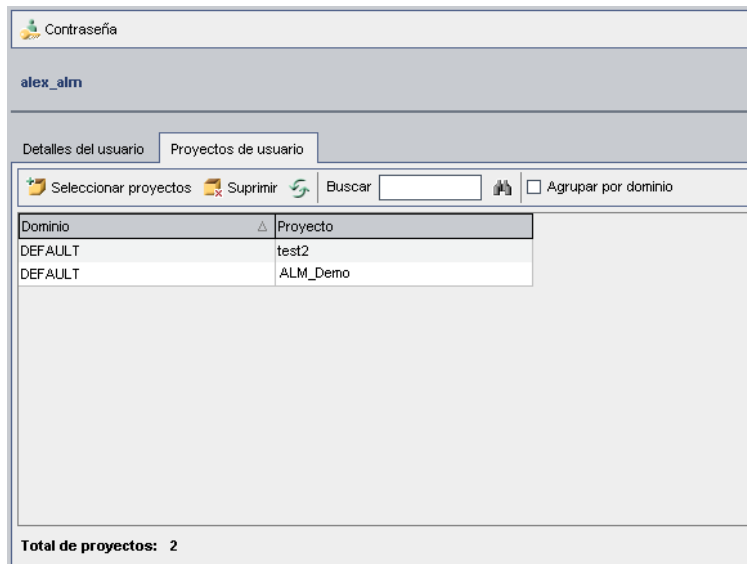 Contraseña
alex_alm
Detalles del usuario Proyectos de usuario
Seleccionar proyectos Suprimir Buscar Agrupar por dominio
Dominio Proyecto
DEFAULT test2
DEFAULT ALM_Demo
Total de proyectos: 2